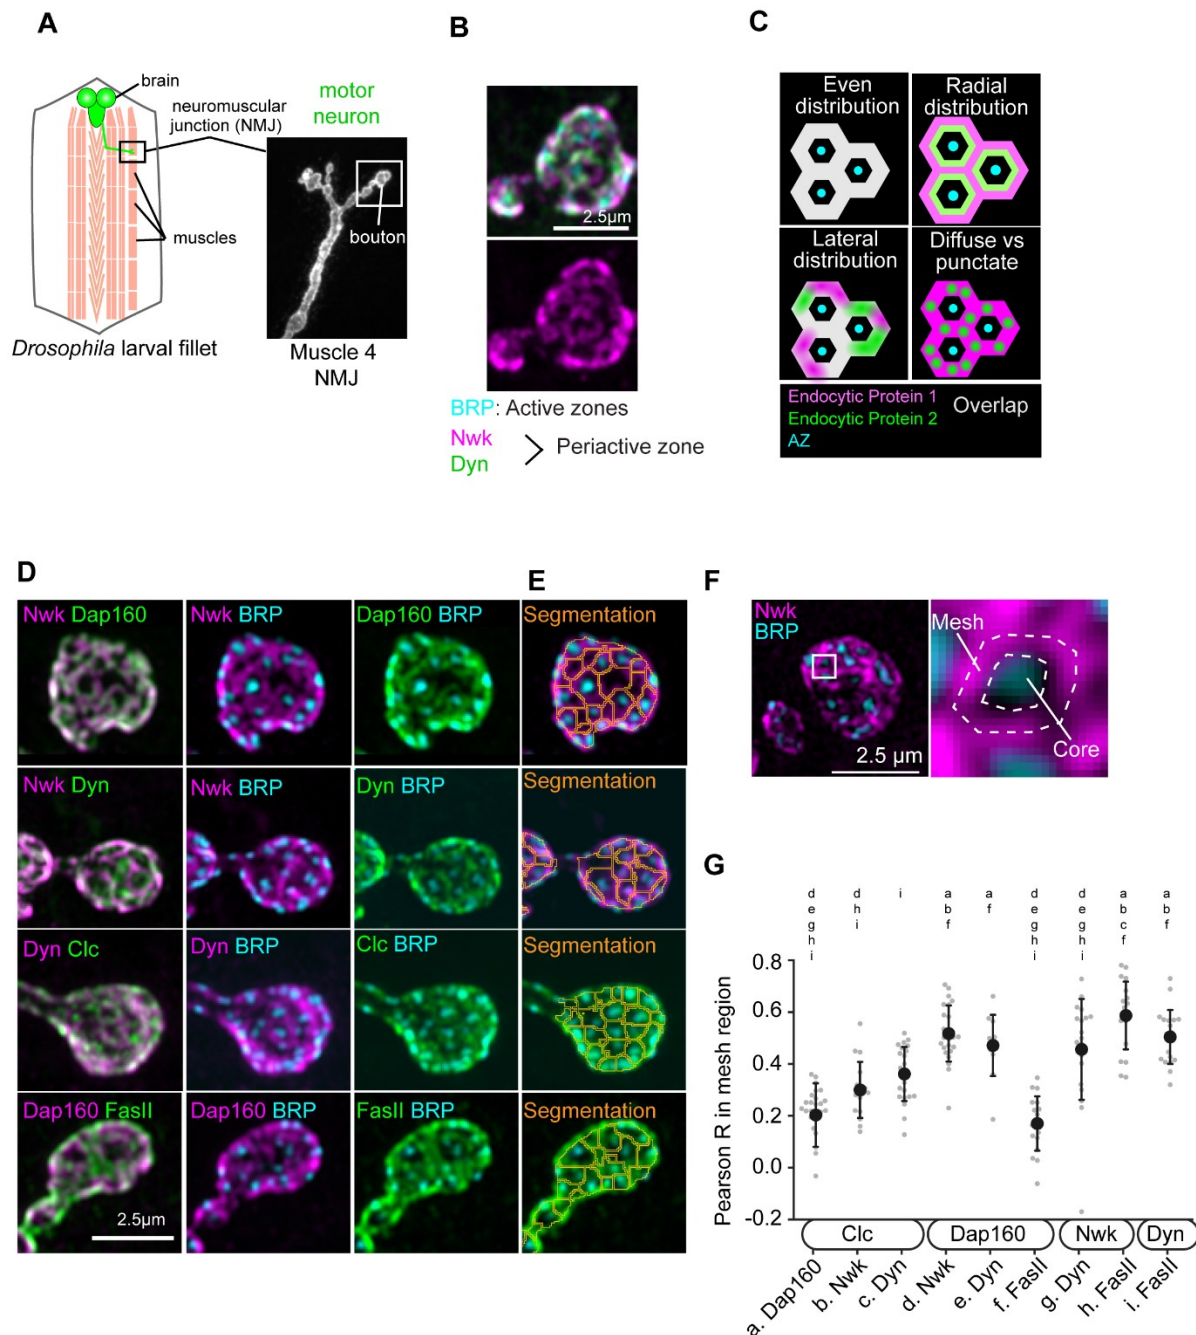 A
brain
neuromuscular
junction (NMJ)
motor
neuron
muscles
bouton
Drosophila larval fillet
Muscle 4
NMJ
B
2.5µm
BRP: Active zones
Nwk
Dyn
Periactive zone
C
Even
distribution
Radial
distribution
Lateral
distribution
Diffuse vs
punctate
Endocytic Protein 1
Endocytic Protein 2
AZ
Overlap
D
E
Nwk Dap160
Nwk BRP
Dap160 BRP
Segmentation
Nwk Dyn
Nwk BRP
Dyn BRP
Segmentation
Dyn Clc
Dyn BRP
Clc BRP
Segmentation
Dap160 FasII
Dap160 BRP
FasII BRP
Segmentation
2.5µm
F
Nwk
BRP
2.5 µm
Mesh
Core
G
d
e
g
h
i
d
h
i
i
a
b
f
a
f
d
e
g
h
i
d
e
g
h
i
a
b
c
f
a
b
f
Pearson R in mesh region
0.8
0.6
0.4
0.2
0.0
-0.2
Clc
Dap160
Nwk
Dyn
a. Dap160
b. Nwk
c. Dyn
d. Nwk
e. Dyn
f. FasII
g. Dyn
h. FasII
i. FasII